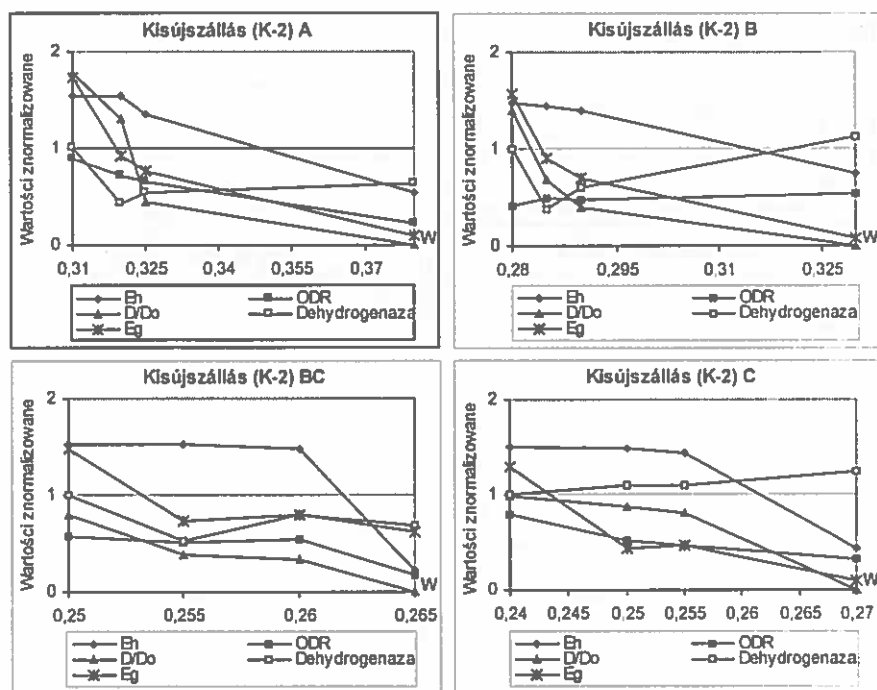 Kisújszállás (K-2) A
Wartości znormalizowane
2
1
0
W
0,31 0,325 0,34 0,355 0,37
Eh ODR
D/Do Dehydrogenaza
Eg
Kisújszállás (K-2) B
Wartości znormalizowane
2
1
0
W
0,28 0,295 0,31 0,325
Eh ODR
D/Do Dehydrogenaza
Eg
Kisújszállás (K-2) BC
Wartości znormalizowane
2
1
0
W
0,25 0,255 0,26 0,265
Eh ODR
D/Do Dehydrogenaza
Eg
Kisújszállás (K-2) C
Wartości znormalizowane
2
1
0
W
0,24 0,245 0,25 0,255 0,26 0,265 0,27
Eh ODR
D/Do Dehydrogenaza
Eg